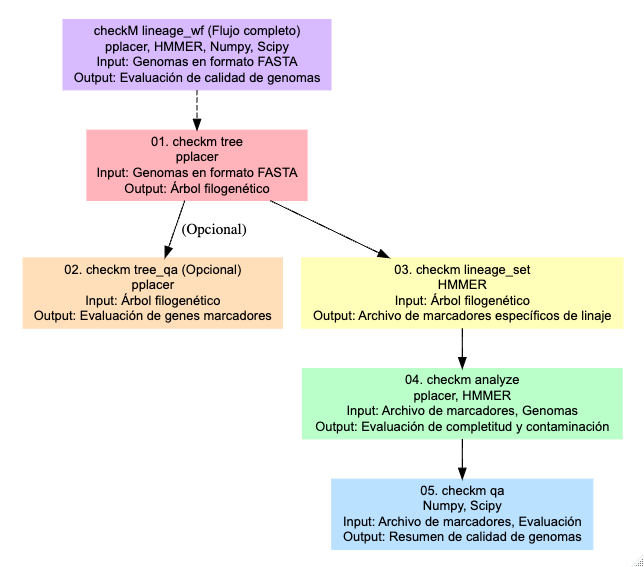 checkM lineage_wf (Flujo completo)
pplacer, HMMER, Numpy, Scipy
Input: Genomas en formato FASTA
Output: Evaluación de calidad de genomas
01. checkm tree
pplacer
Input: Genomas en formato FASTA
Output: Árbol filogenético
(Opcional)
02. checkm tree_qa (Opcional)
pplacer
Input: Árbol filogenético
Output: Evaluación de genes marcadores
03. checkm lineage_set
HMMER
Input: Árbol filogenético
Output: Archivo de marcadores específicos de linaje
04. checkm analyze
pplacer, HMMER
Input: Archivo de marcadores, Genomas
Output: Evaluación de completitud y contaminación
05. checkm qa
Numpy, Scipy
Input: Archivo de marcadores, Evaluación
Output: Resumen de calidad de genomas